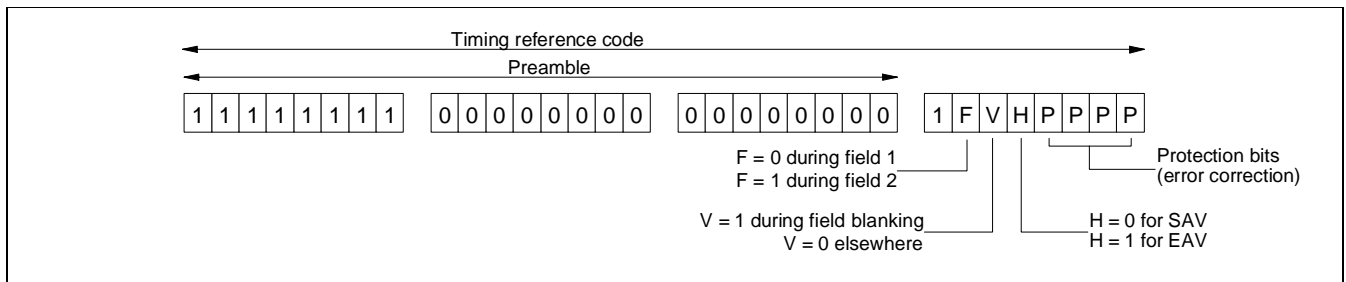 Timing reference code
Preamble
1 1 1 1 1 1 1 1 0 0 0 0 0 0 0 0 0 0 0 0 0 0 0 0 1 F V H P P P P
F = 0 during field 1
F = 1 during field 2
Protection bits
(error correction)
V = 1 during field blanking
V = 0 elsewhere
H = 0 for SAV
H = 1 for EAV